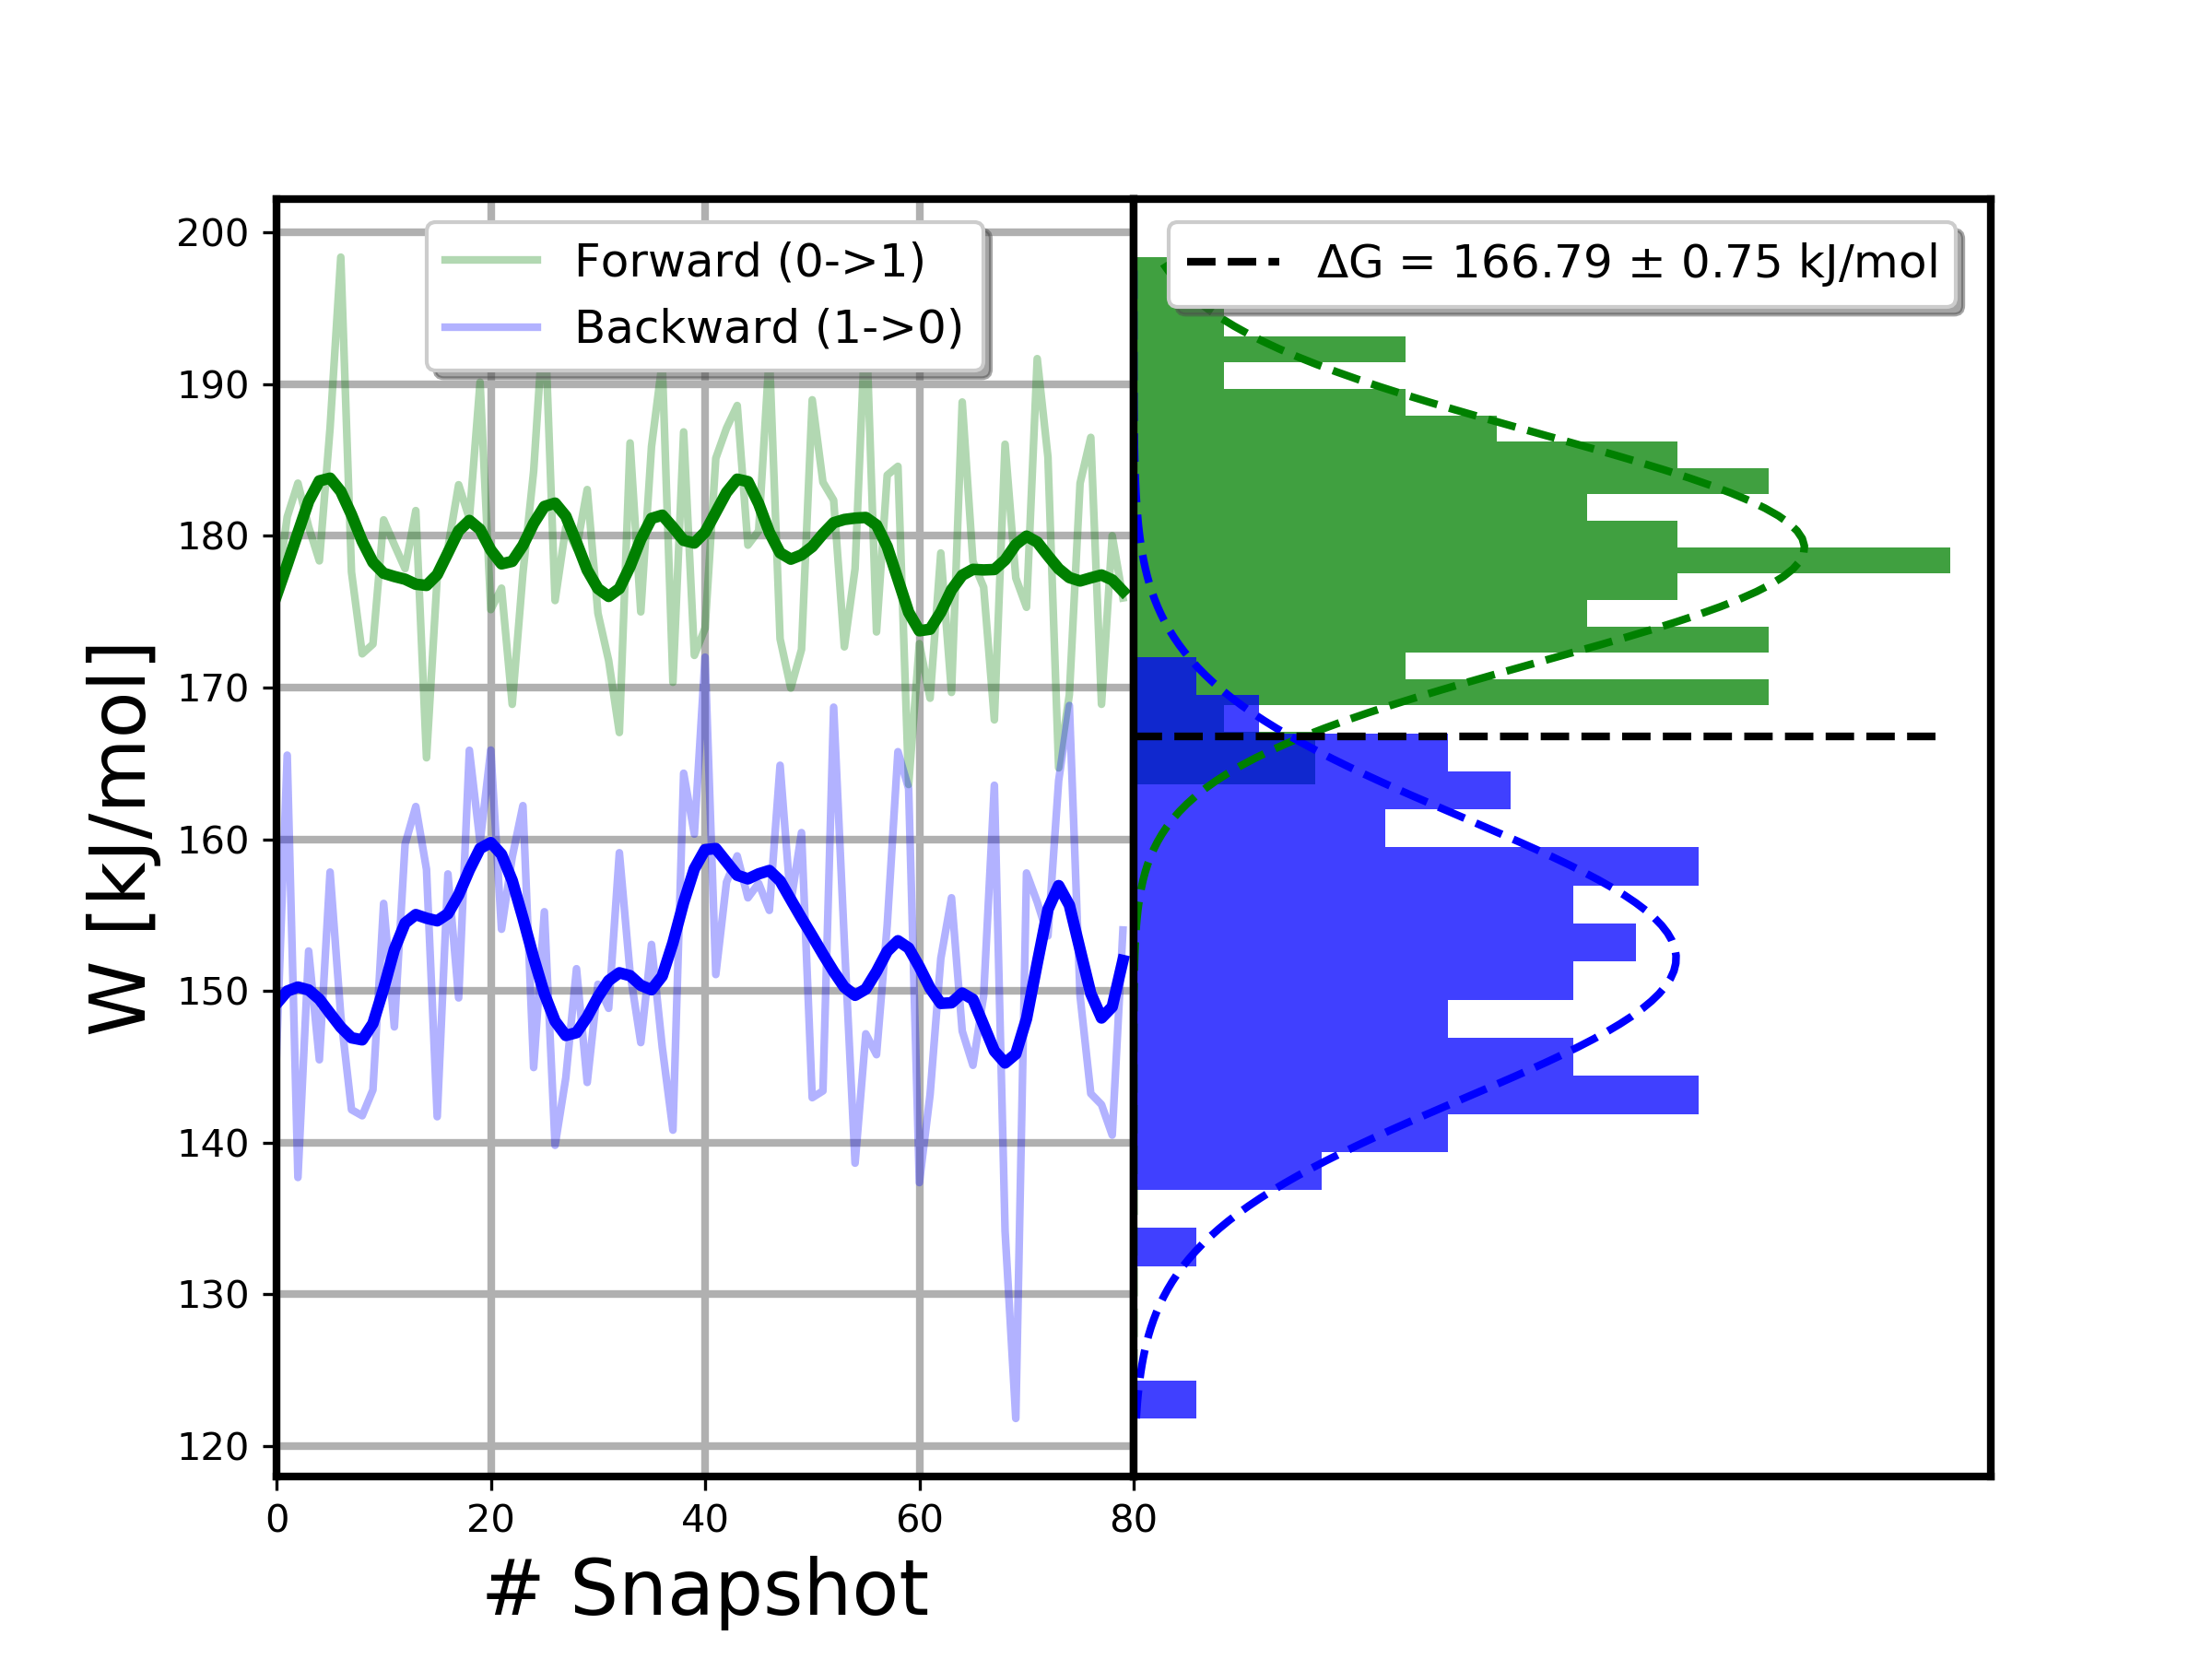 Forward (0->1)
Backward (1->0)
ΔG = 166.79 ± 0.75 kJ/mol
W [kJ/mol]
200
190
180
170
160
150
140
130
120
0 20 40 60 80
# Snapshot